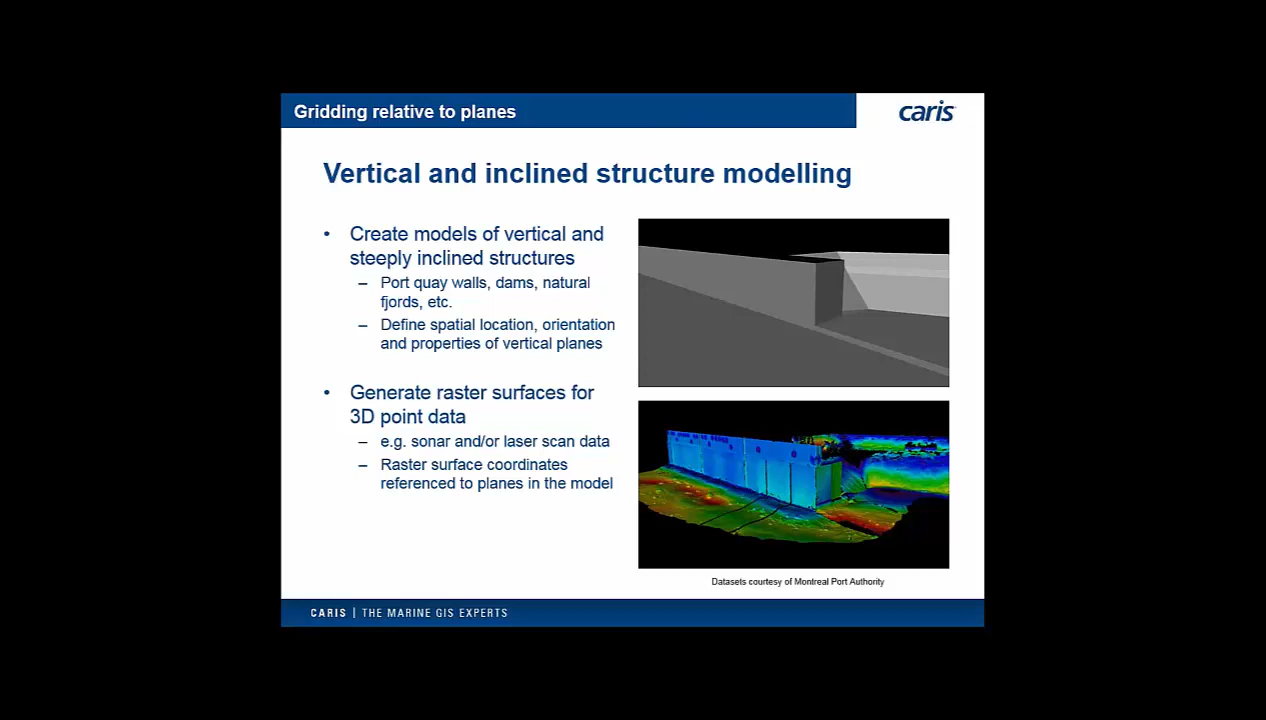 Gridding relative to planes
caris
Vertical and inclined structure modelling
• Create models of vertical and
steeply inclined structures
– Port quay walls, dams, natural
fjords, etc.
– Define spatial location, orientation
and properties of vertical planes
• Generate raster surfaces for
3D point data
– e.g. sonar and/or laser scan data
– Raster surface coordinates
referenced to planes in the model
Datasets courtesy of Montreal Port Authority
CARIS | THE MARINE GIS EXPERTS